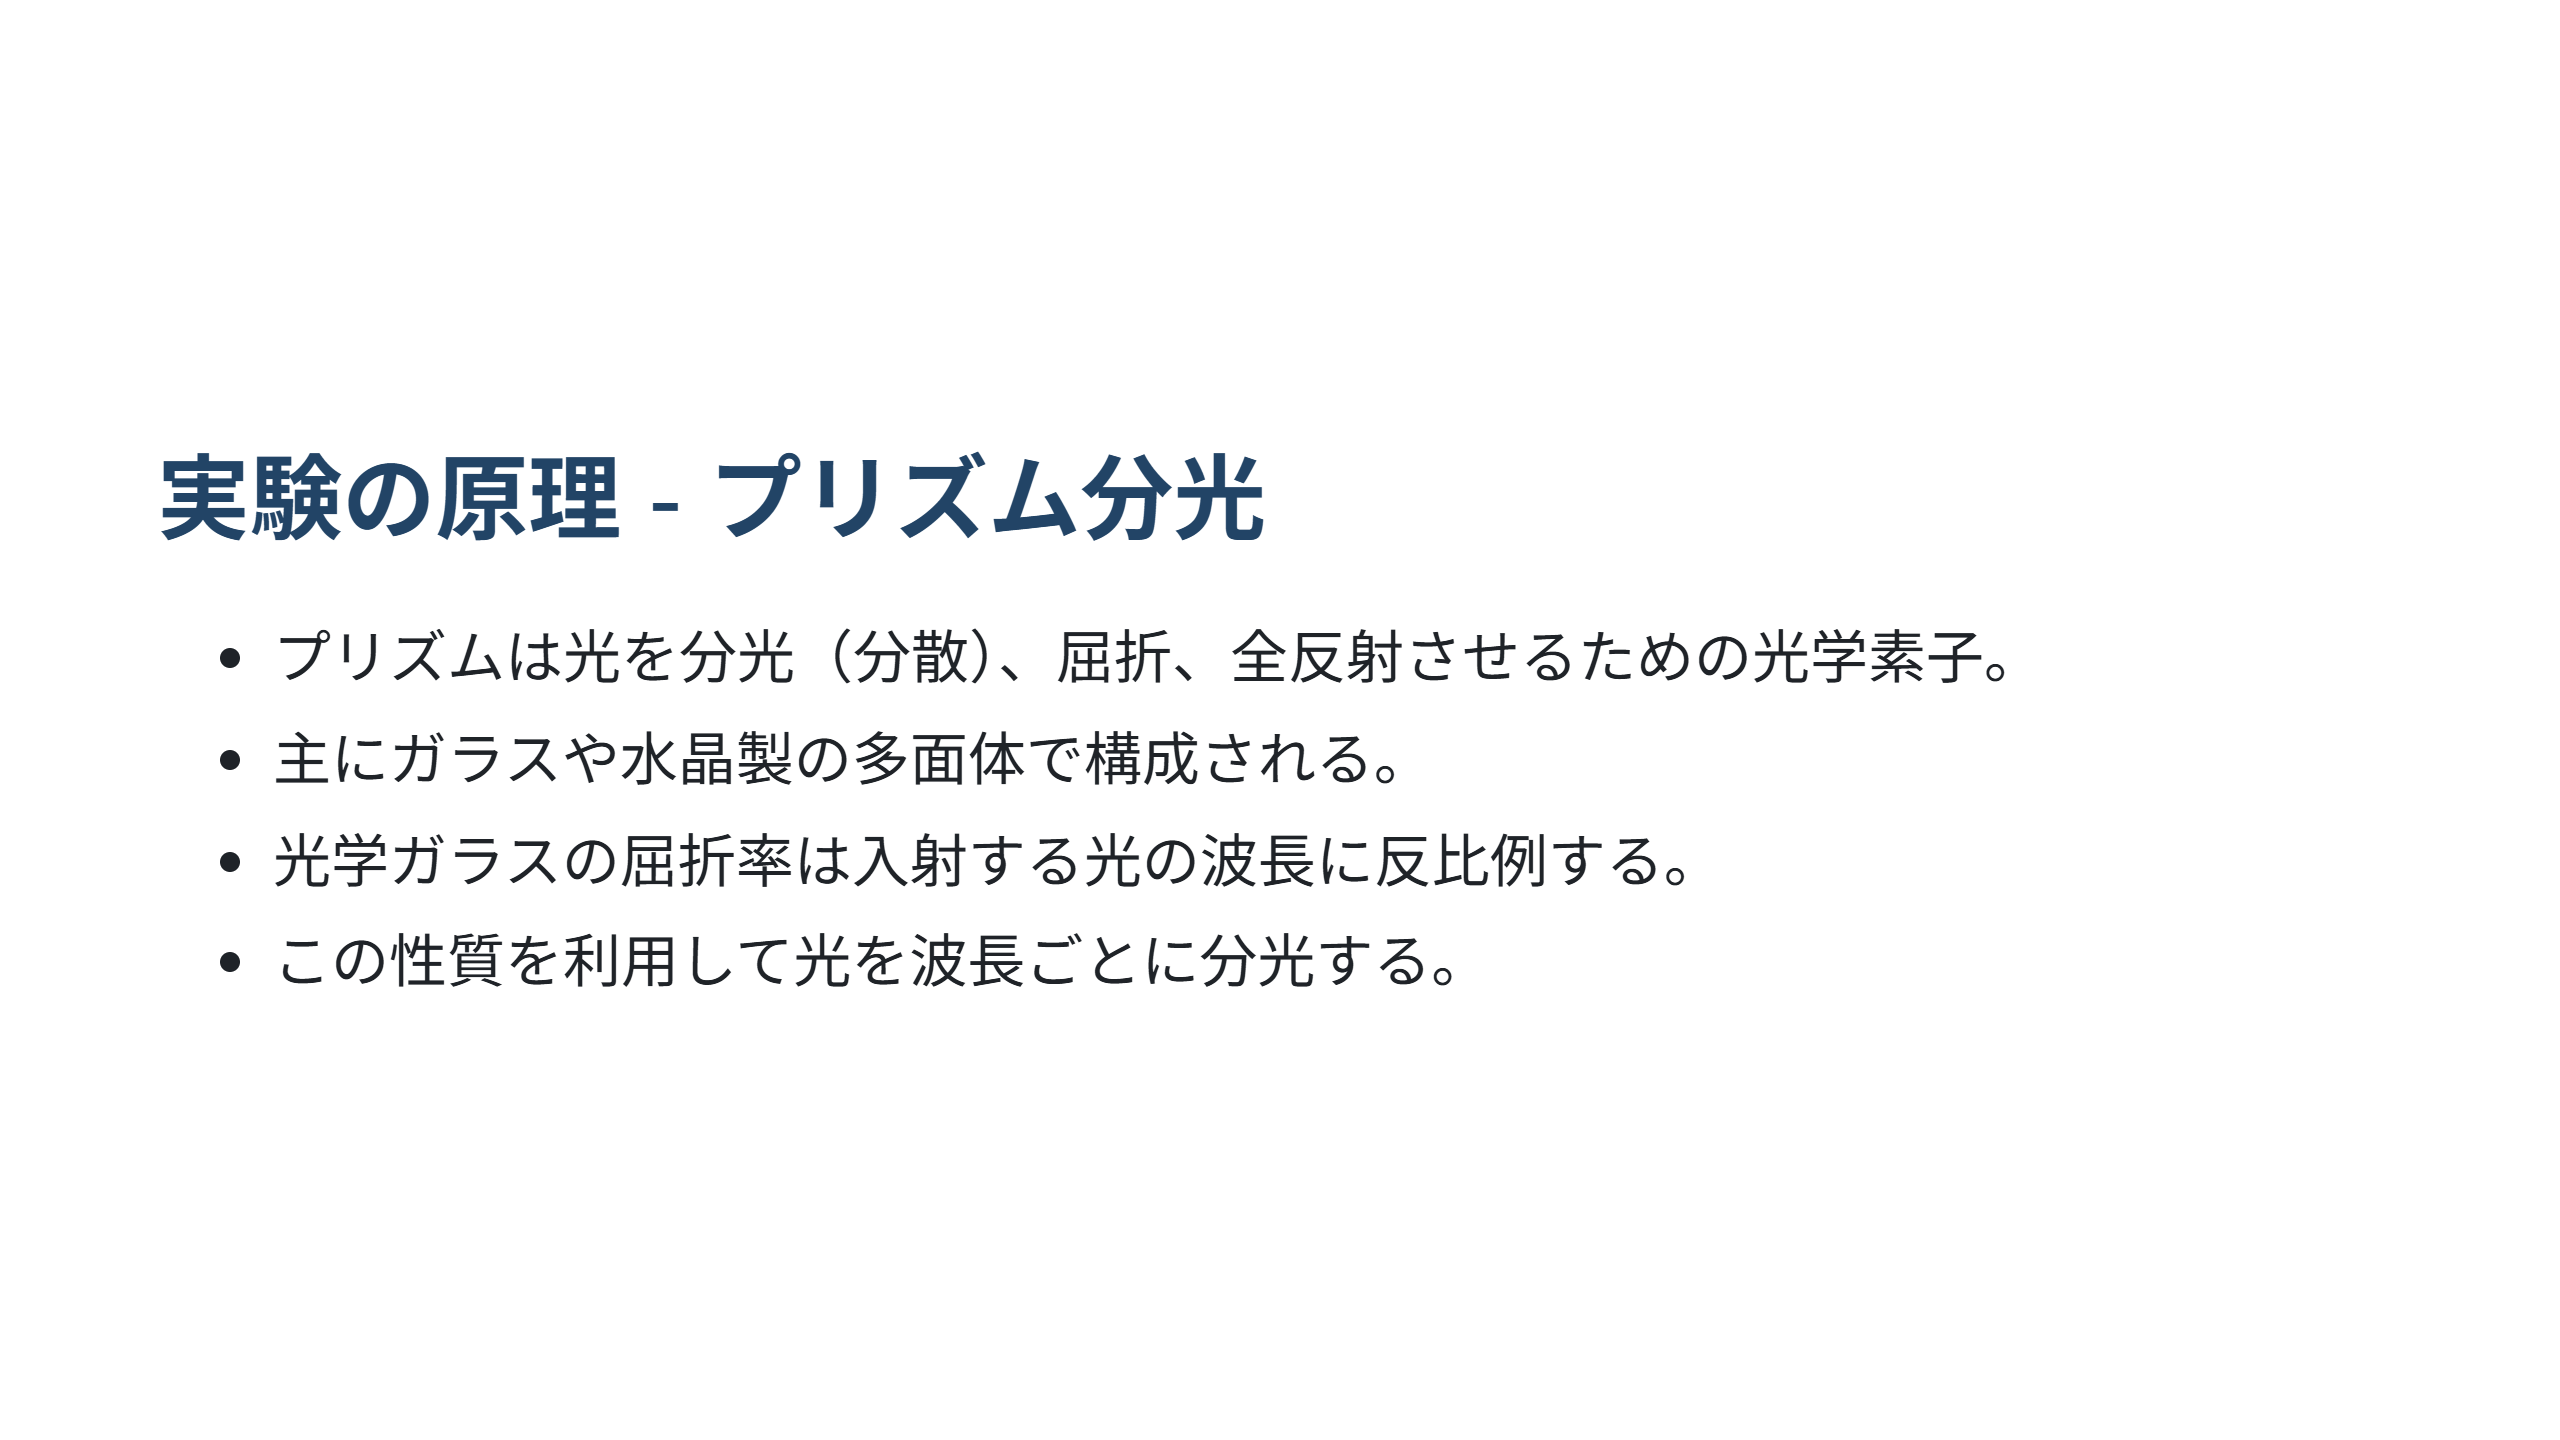 実験の原理 - プリズム分光
• プリズムは光を分光（分散）、屈折、全反射させるための光学素子。
• 主にガラスや水晶製の多面体で構成される。
• 光学ガラスの屈折率は入射する光の波長に反比例する。
• この性質を利用して光を波長ごとに分光する。